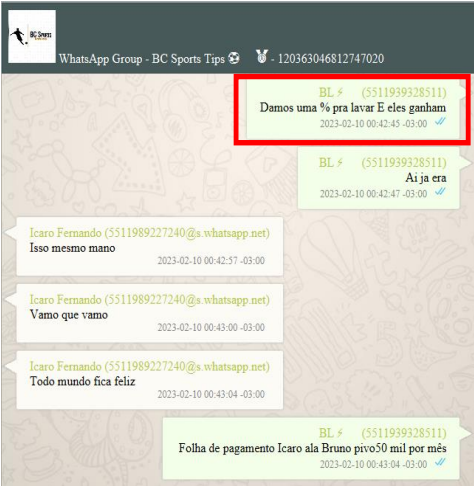 BC Sports
WhatsApp Group - BC Sports Tips ⚽ 🏅 - 120363046812747020
BL ⚡ (5511939328511)
Damos uma % pra lavar E eles ganham
2023-02-10 00:42:45 -03:00
BL ⚡ (5511939328511)
Ai ja era
2023-02-10 00:42:47 -03:00
Icaro Fernando (5511989227240@s.whatsapp.net)
Isso mesmo mano
2023-02-10 00:42:57 -03:00
Icaro Fernando (5511989227240@s.whatsapp.net)
Vamo que vamo
2023-02-10 00:43:00 -03:00
Icaro Fernando (5511989227240@s.whatsapp.net)
Todo mundo fica feliz
2023-02-10 00:43:04 -03:00
BL ⚡ (5511939328511)
Folha de pagamento Icaro ala Bruno pivo50 mil por mês
2023-02-10 00:43:04 -03:00